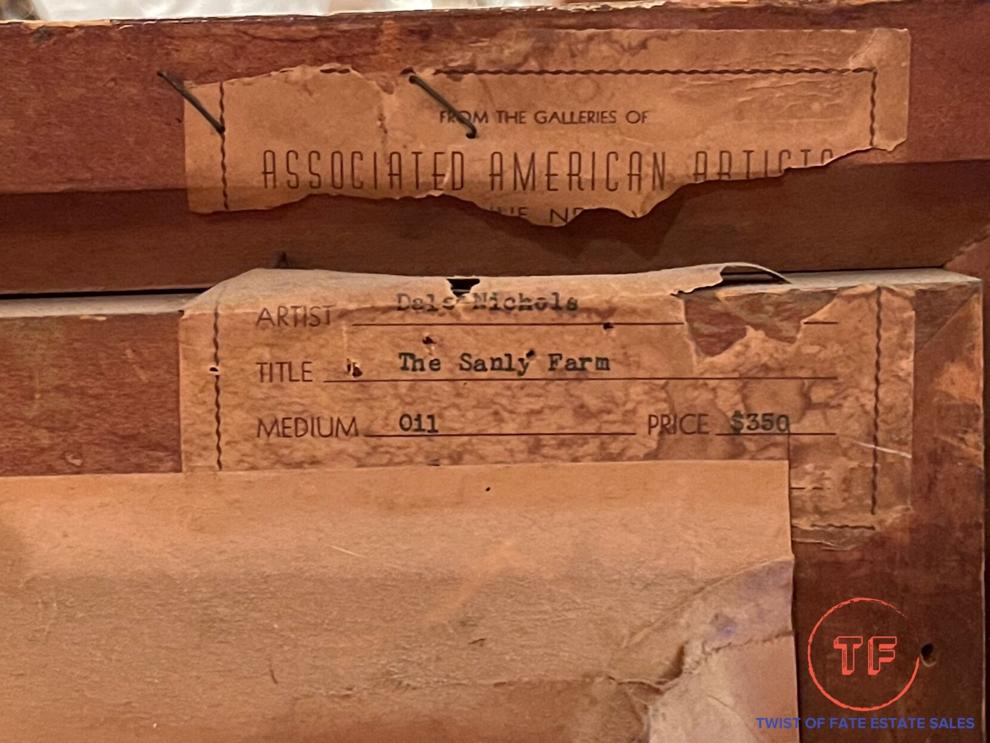 FROM THE GALLERIES OF
ASSOCIATED AMERICAN ARTISTS
ARTIST Dale Nichols
TITLE The Sanly Farm
MEDIUM Oil PRICE $350
TF
TWIST OF FATE ESTATE SALES